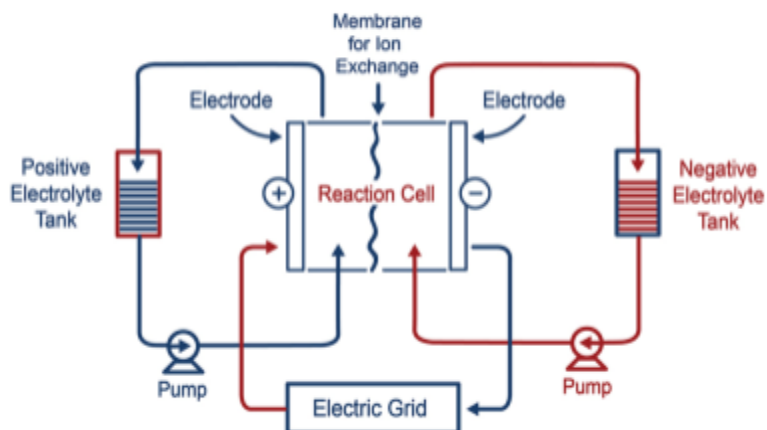 Membrane
for Ion
Exchange
Electrode
Electrode
Positive
Electrolyte
Tank
+
Reaction Cell
−
Negative
Electrolyte
Tank
Pump
Electric Grid
Pump